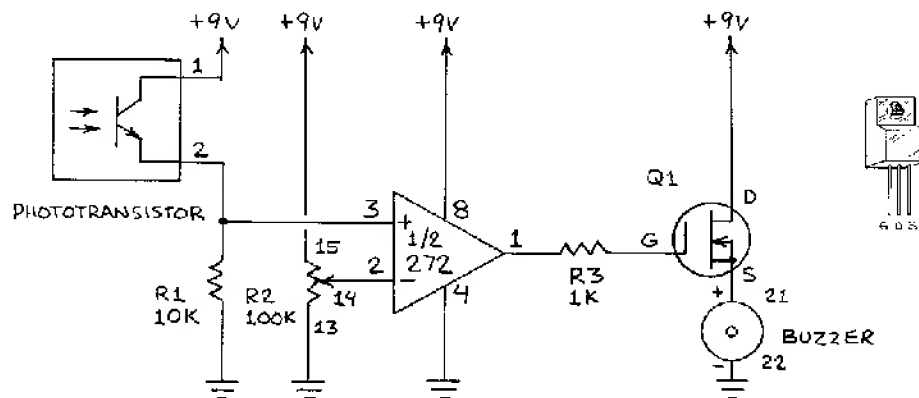 +9V
+9V
+9V
+9V
1
2
PHOTOTRANSISTOR
R1
10K
R2
100K
15
14
13
3
+
2
-
1/2
272
8
4
1
R3
1K
Q1
G
D
S
+
21
BUZZER
-
22
G D S